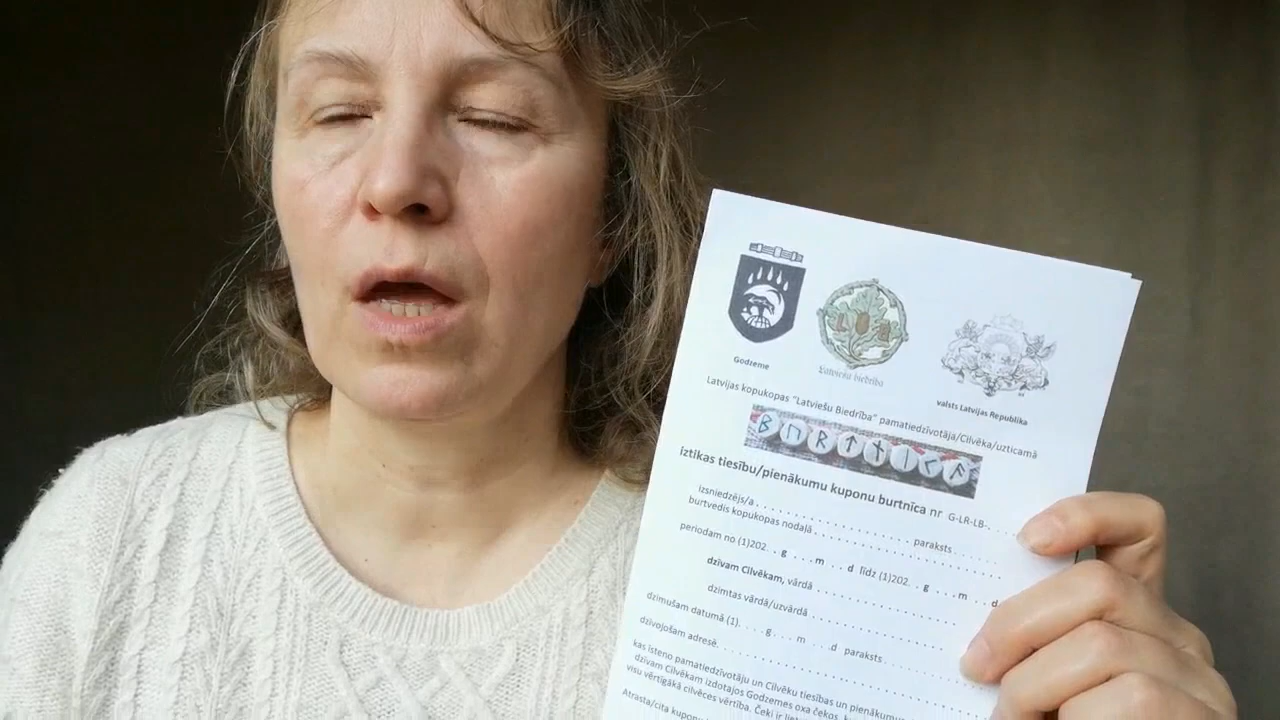 Godzeme
Latviešu biedrība
valsts Latvijas Republika
Latvijas kopukopas "Latviešu Biedrība" pamatiedzīvotāja/Cilvēka/uzticamā
ᛒᚢᚱᛏᚾᛁᚲᚨ
iztikas tiesību/pienākumu kuponu burtnīca nr G-LR-LB-.
izsniedzējs/a . . . . . . . . . . . . . . . . . . . . paraksts . . . . . . .
burtvedis kopukopas nodaļā. . . . . . . . . . . . . . . . . . . . . . . .
periodam no (1)202. . g . . . m . . . d līdz (1)202. . g . . . m . . . d
dzīvam Cilvēkam, vārdā . . . . . . . . . . . . . . . . . . . .
dzimtas vārdā/uzvārdā . . . . . . . . . . . . . . . . . . . .
dzimušam datumā (1). . . . g . . . m . . . d paraksts . . . . . . . . .
dzīvojošam adresē. . . . . . . . . . . . . . . . . . . . . . . .
kas īsteno pamatiedzīvotāju un Cilvēku tiesības un pienākumus
dzīvam Cilvēkam izdotajos Godzemes oxa čekos,
visu vērtīgākā cilvēces vērtība. Čeki ir
Atrasta/cita